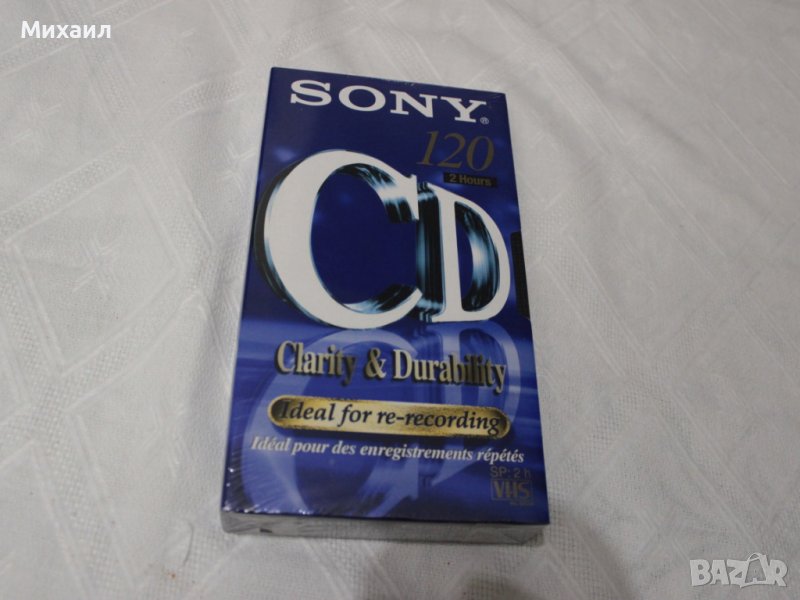 Михаил
SONY®
120
2 Hours
CD
Clarity & Durability
Ideal for re-recording
Idéal pour des enregistrements répétés
SP: 2 h
VHS
BAZAR